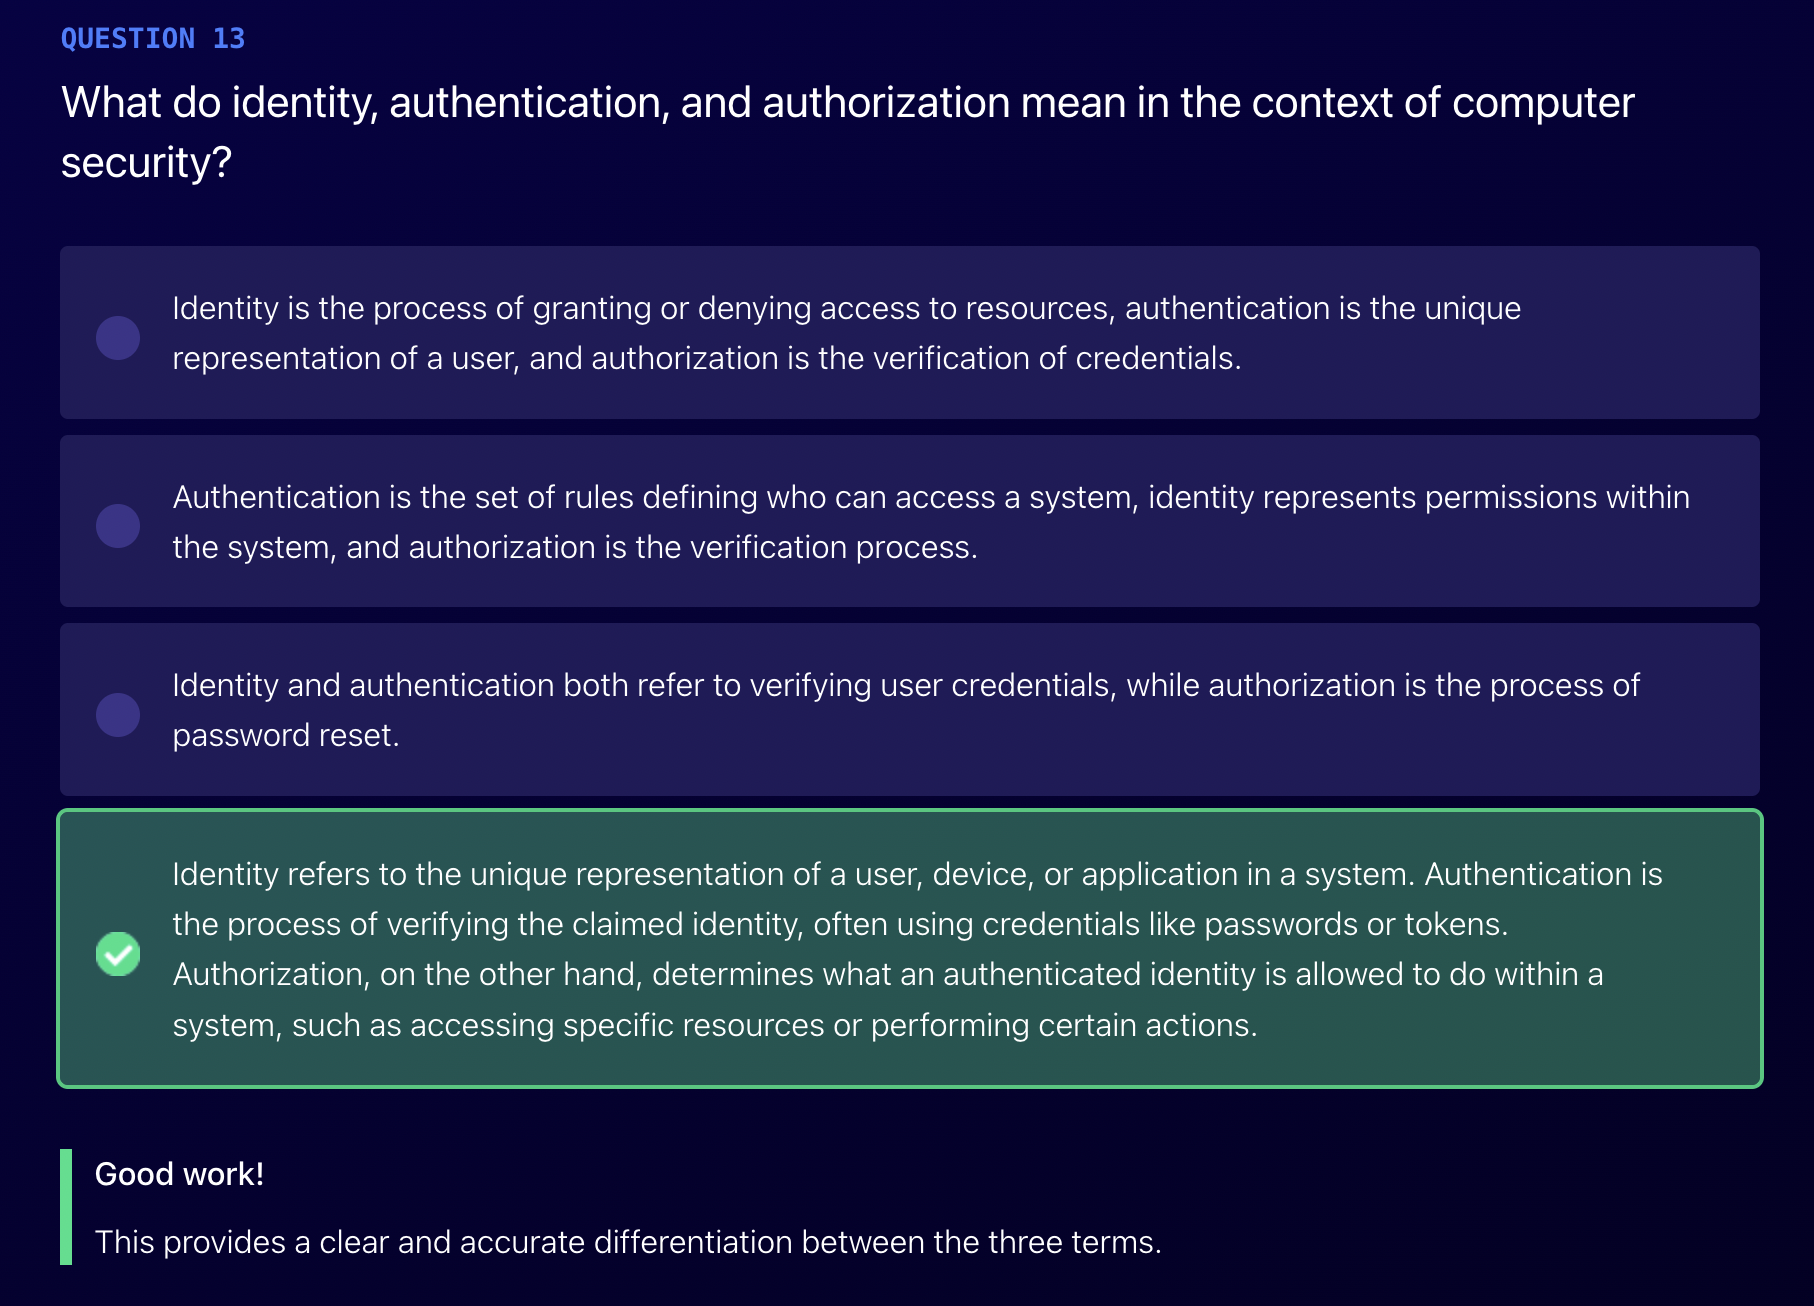 QUESTION 13
What do identity, authentication, and authorization mean in the context of computer
security?
Identity is the process of granting or denying access to resources, authentication is the unique
representation of a user, and authorization is the verification of credentials.
Authentication is the set of rules defining who can access a system, identity represents permissions within
the system, and authorization is the verification process.
Identity and authentication both refer to verifying user credentials, while authorization is the process of
password reset.
Identity refers to the unique representation of a user, device, or application in a system. Authentication is
the process of verifying the claimed identity, often using credentials like passwords or tokens.
Authorization, on the other hand, determines what an authenticated identity is allowed to do within a
system, such as accessing specific resources or performing certain actions.
Good work!
This provides a clear and accurate differentiation between the three terms.